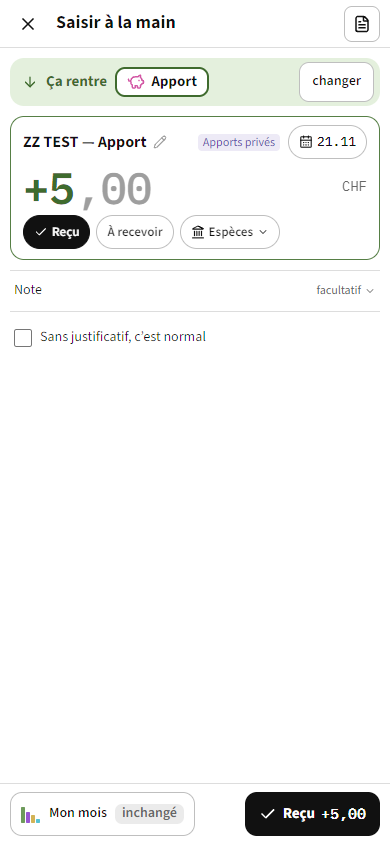 Saisir à la main
Ça rentre Apport changer
ZZ TEST — Apport Apports privés 21.11
+5,00 CHF
Reçu À recevoir Espèces
Note facultatif
Sans justificatif, c’est normal
Mon mois inchangé Reçu +5,00